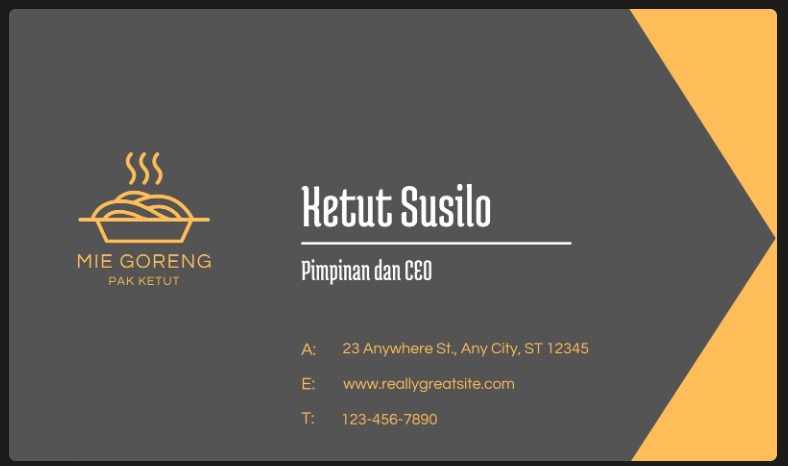 MIE GORENG
PAK KETUT
Ketut Susilo
Pimpinan dan CEO
A: 23 Anywhere St., Any City, ST 12345
E: www.reallygreatsite.com
T: 123-456-7890